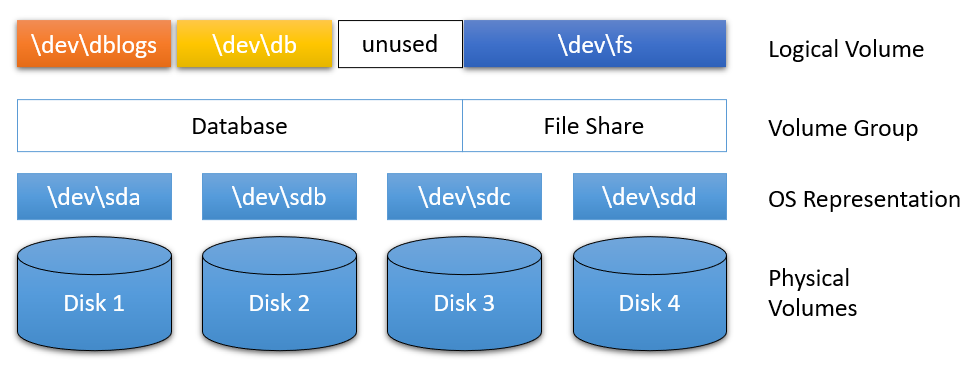 \dev\dblogs \dev\db unused \dev\fs Logical Volume
Database File Share Volume Group
\dev\sda \dev\sdb \dev\sdc \dev\sdd OS Representation
Disk 1 Disk 2 Disk 3 Disk 4 Physical
Volumes